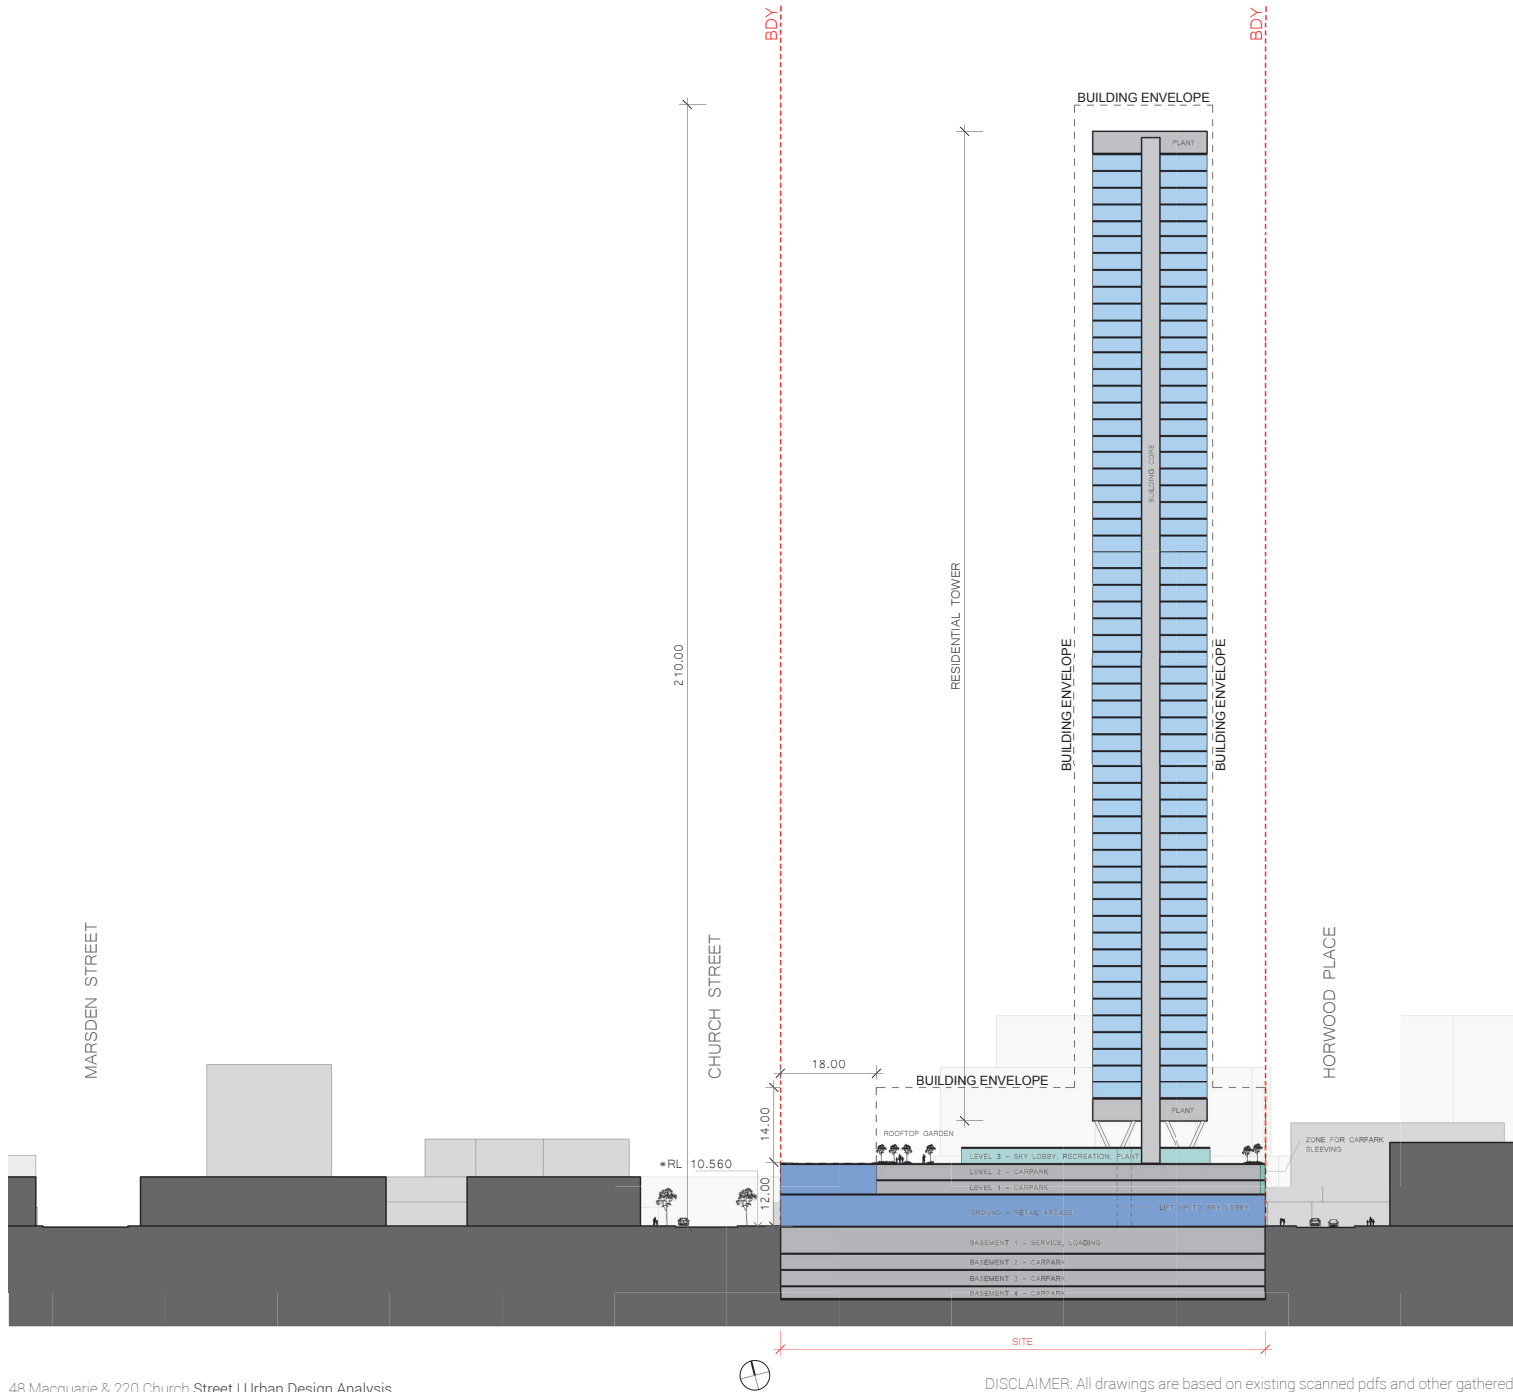 BDY
BDY
BUILDING ENVELOPE
PLANT
BUILDING CORE
RESIDENTIAL TOWER
210.00
BUILDING ENVELOPE
BUILDING ENVELOPE
MARSDEN STREET
CHURCH STREET
HORWOOD PLACE
18.00
BUILDING ENVELOPE
14.00
PLANT
ROOFTOP GARDEN
ZONE FOR CARPARK
SLEEVING
RL 10.560
12.00
LEVEL 3 - SKY LOBBY, RECREATION, PLANT
LEVEL 2 - CARPARK
LEVEL 1 - CARPARK
GROUND - RETAIL ARCADE
LIFT UP TO SKY LOBBY
BASEMENT 1 - SERVICE, LOADING
BASEMENT 2 - CARPARK
BASEMENT 3 - CARPARK
BASEMENT 4 - CARPARK
SITE
48 Macquarie & 220 Church Street | Urban Design Analysis
DISCLAIMER: All drawings are based on existing scanned pdfs and other gathered